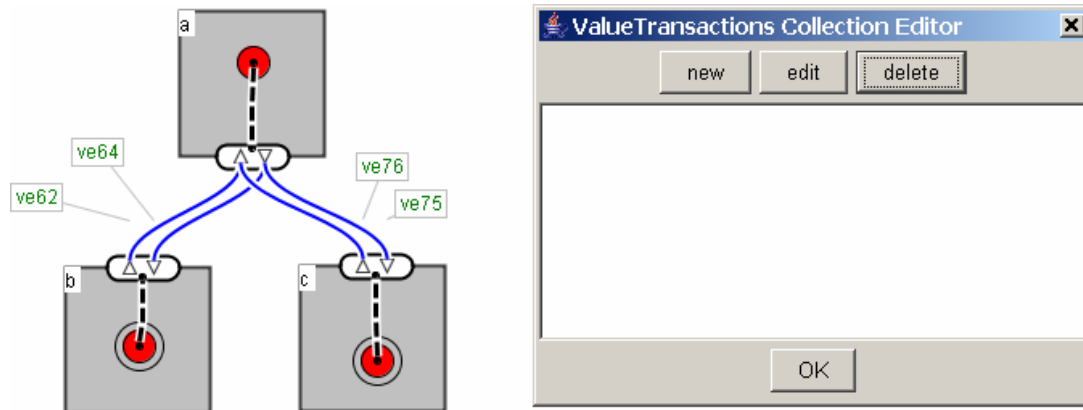 a
ve64
ve62
ve76
ve75
b
c
ValueTransactions Collection Editor
new
edit
delete
OK